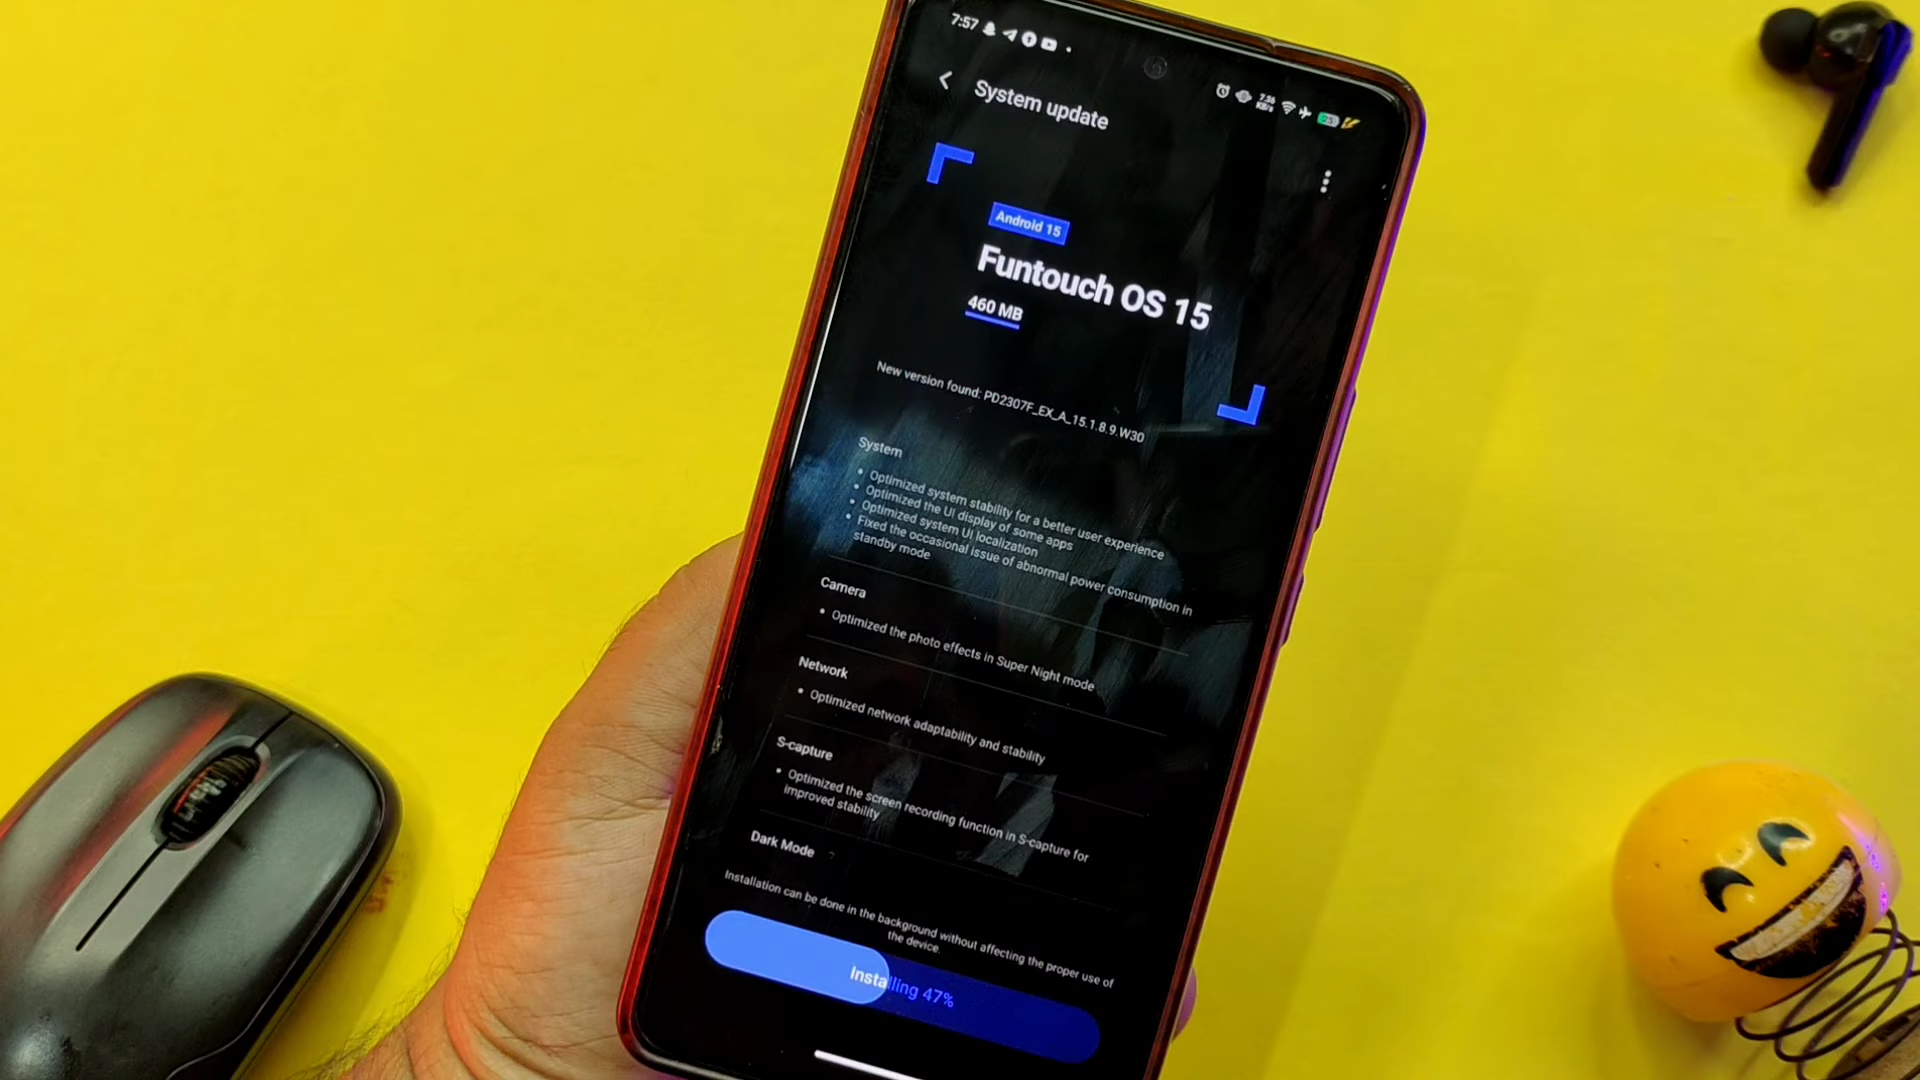 7:57
7.36
KB/s
System update
Android 15
Funtouch OS 15
460 MB
New version found: PD2307F_EX_A_15.1.8.9.W30
System
• Optimized system stability for a better user experience
• Optimized the UI display of some apps
• Optimized system UI localization
• Fixed the occasional issue of abnormal power consumption in
standby mode
Camera
• Optimized the photo effects in Super Night mode
Network
• Optimized network adaptability and stability
S-capture
• Optimized the screen recording function in S-capture for
improved stability
Dark Mode
Installation can be done in the background without affecting the proper use of
the device.
Installing 47%